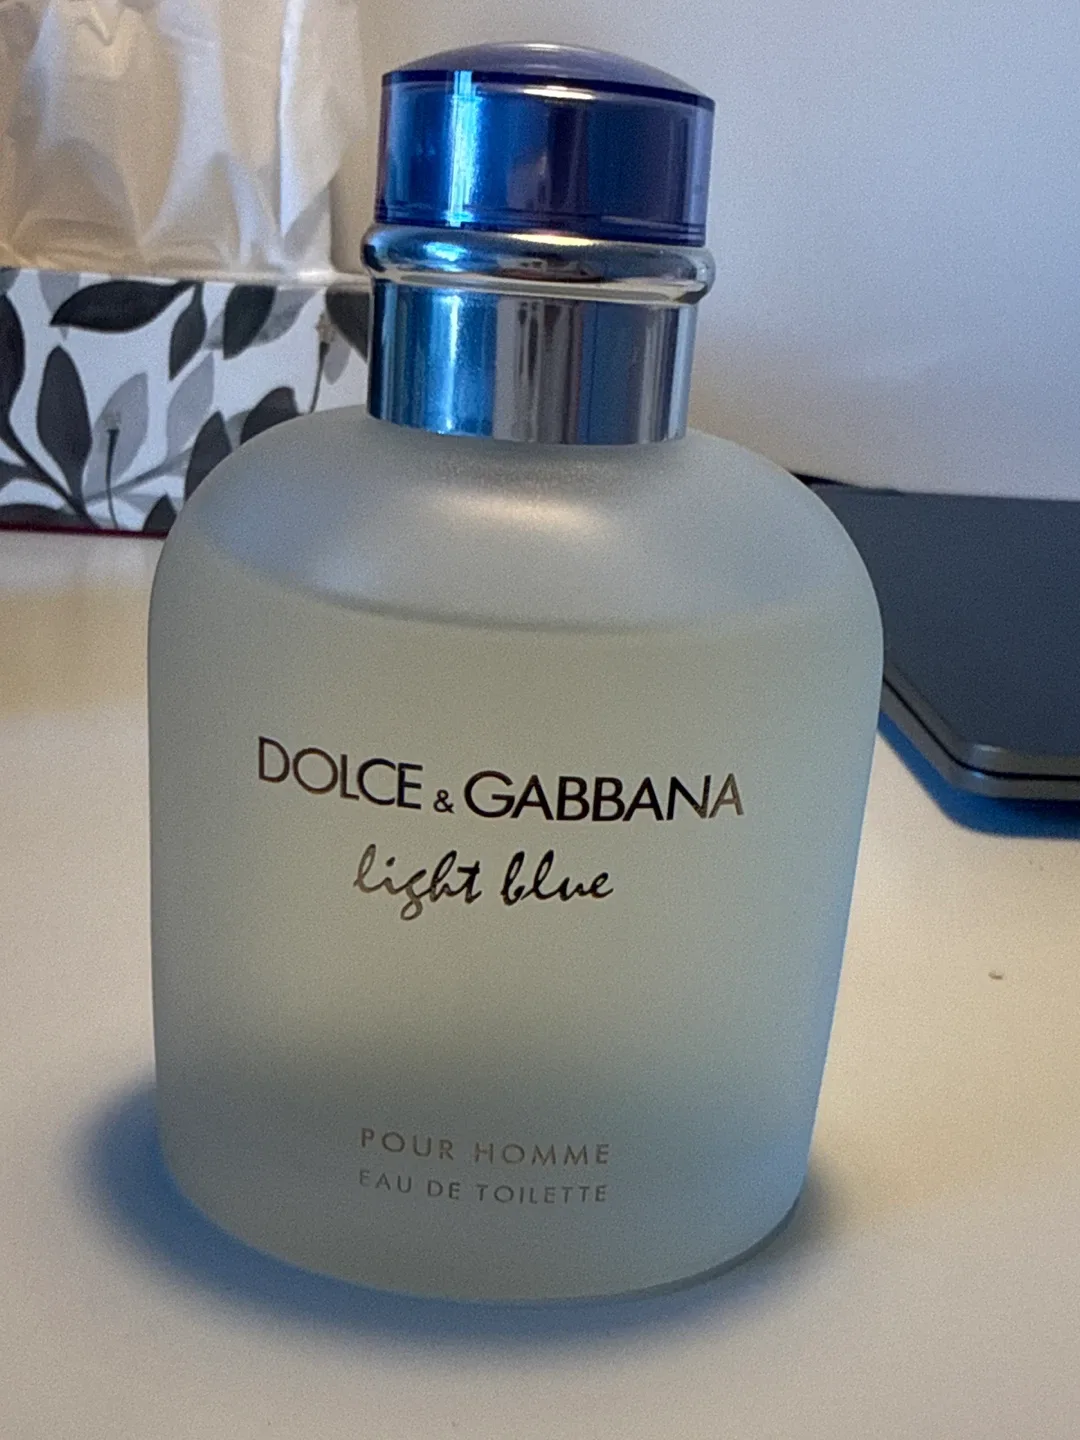 DOLCE & GABBANA
light blue
POUR HOMME
EAU DE TOILETTE